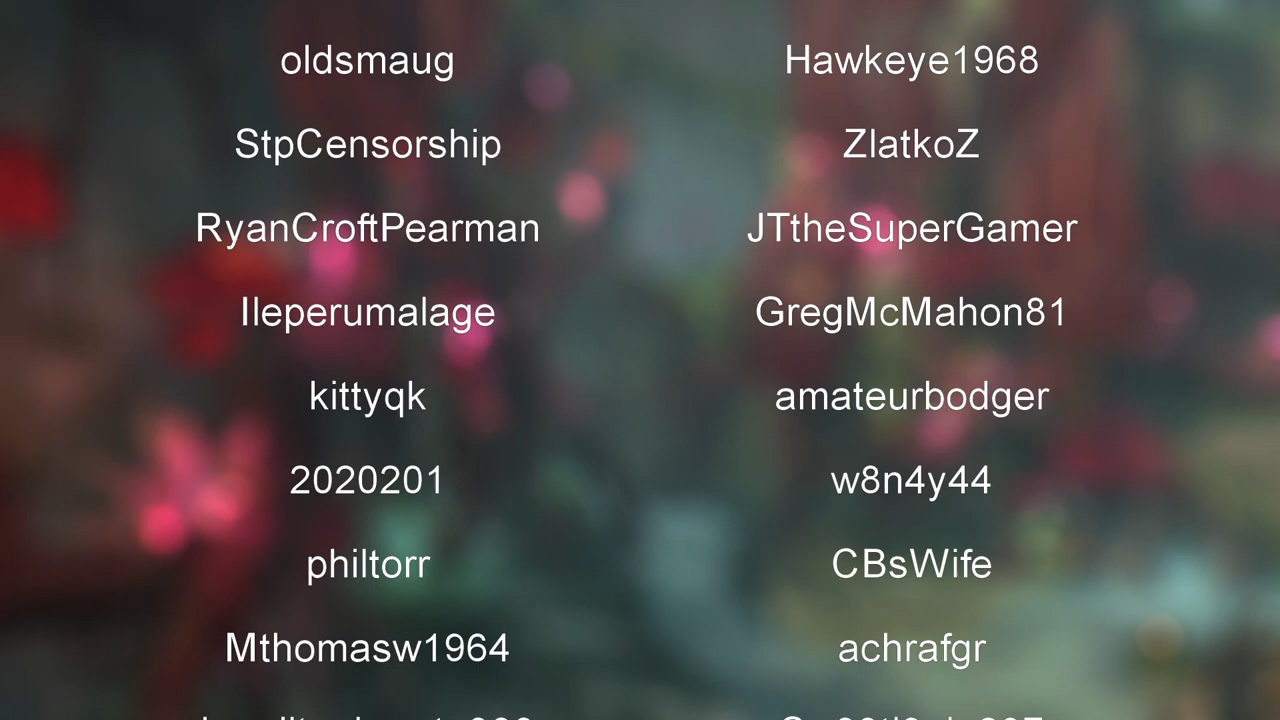 oldsmaug Hawkeye1968
StpCensorship ZlatkoZ
RyanCroftPearman JTtheSuperGamer
Ileperumalage GregMcMahon81
kittyqk amateurbodger
2020201 w8n4y44
philtorr CBsWife
Mthomasw1964 achrafgr